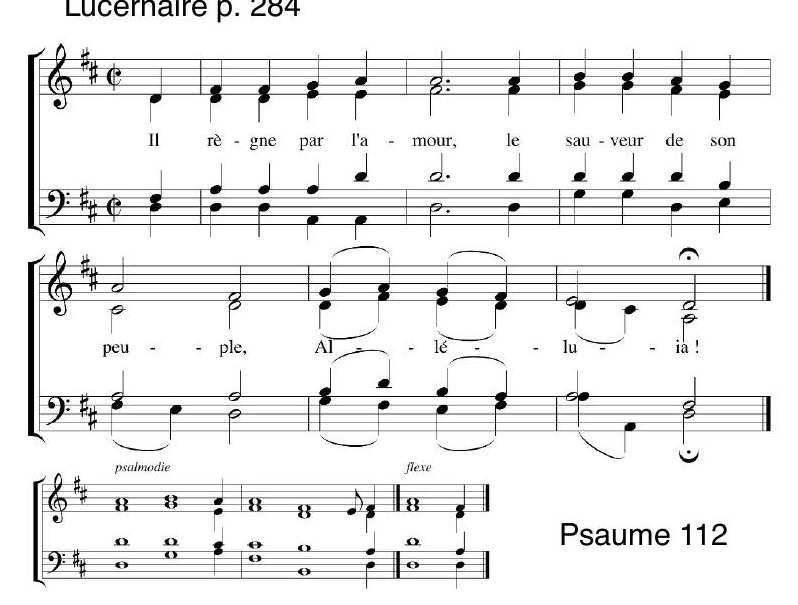 Lucernaire p. 284
Il rè - gne par l'a - mour, le sau - veur de son
peu - - ple, Al - - lé - - lu - - ia !
psalmodie flexe
Psaume 112